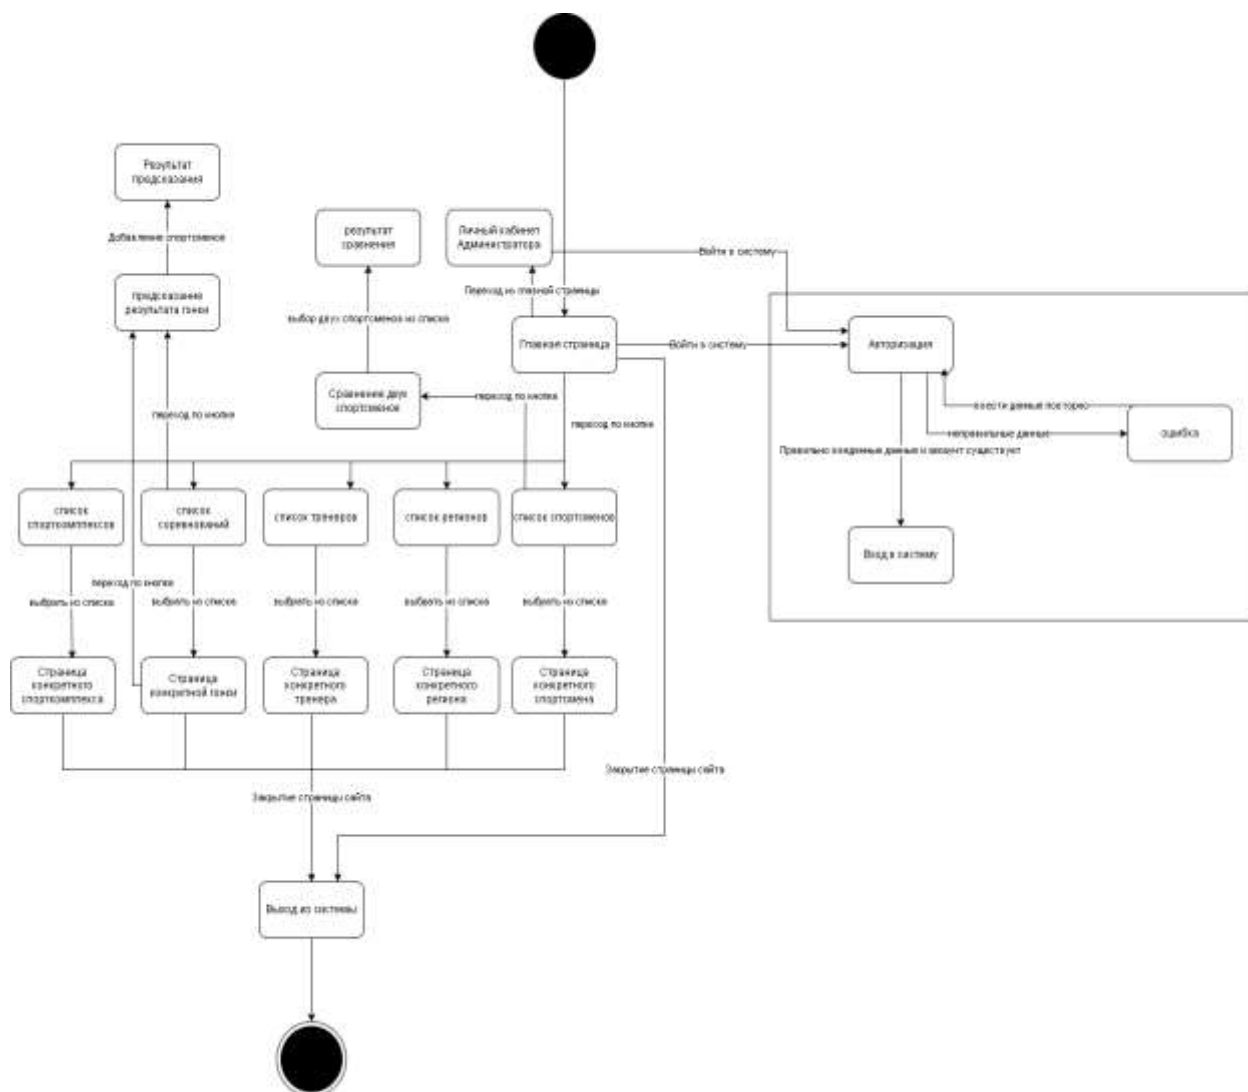 Результат
предсказания
Добавление спортсменов
предсказание
результата гонки
результат
сравнения
Личный кабинет
Администратора
Войти в систему
Переход из главной страницы
выбор двух спортсменов из списка
Главная страница
Войти в систему
Авторизация
Сравнение двух
спортсменов
переход по кнопке
переход по кнопке
переход по кнопке
ввести данные повторно
неправильные данные
ошибка
Правильно введенные данные и аккаунт существуют
список
спорткомплексов
список
соревнований
список тренеров
список регионов
список спортсменов
Вход в систему
переход по кнопке
выбрать из списка
выбрать из списка
выбрать из списка
выбрать из списка
выбрать из списка
Страница
конкретного
спорткомплекса
Страница
конкретной гонки
Страница
конкретного
тренера
Страница
конкретного
региона
Страница
конкретного
спортсмена
Закрытие страницы сайта
Закрытие страницы сайта
Выход из системы